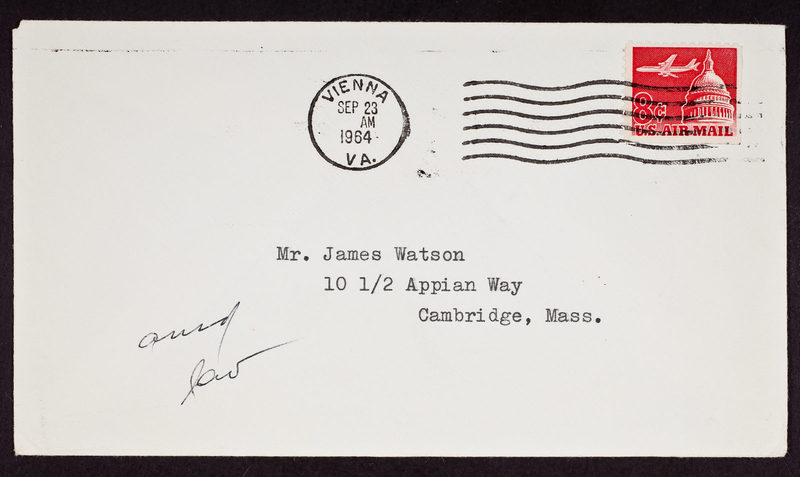 VIENNA
SEP 23
AM
1964
VA.
8¢
U.S. AIR MAIL
Mr. James Watson
10 1/2 Appian Way
Cambridge, Mass.